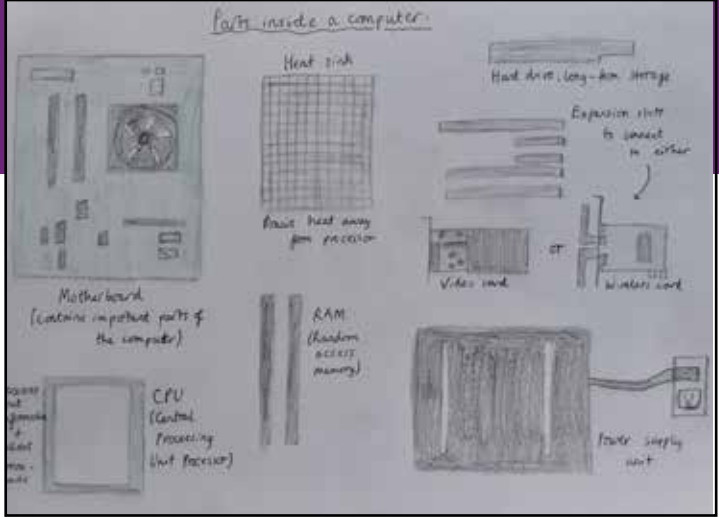 Parts inside a computer.
Heat sink
Draws heat away
from processor
Hard drive, long-term storage
Expansion slots
to connect
to either
Video card
or
Wireless card
Motherboard
(contains important parts of
the computer)
RAM
(Random
access
memory)
CPU
(Central
Processing
Unit Processor)
out
Power supply
unit